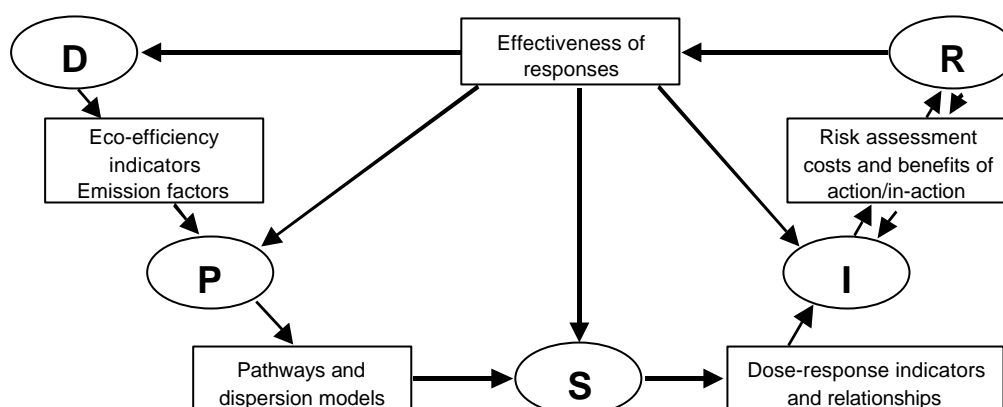 D
Effectiveness of
responses
R
Eco-efficiency
indicators
Emission factors
Risk assessment
costs and benefits of
action/in-action
P
I
Pathways and
dispersion models
S
Dose-response indicators
and relationships